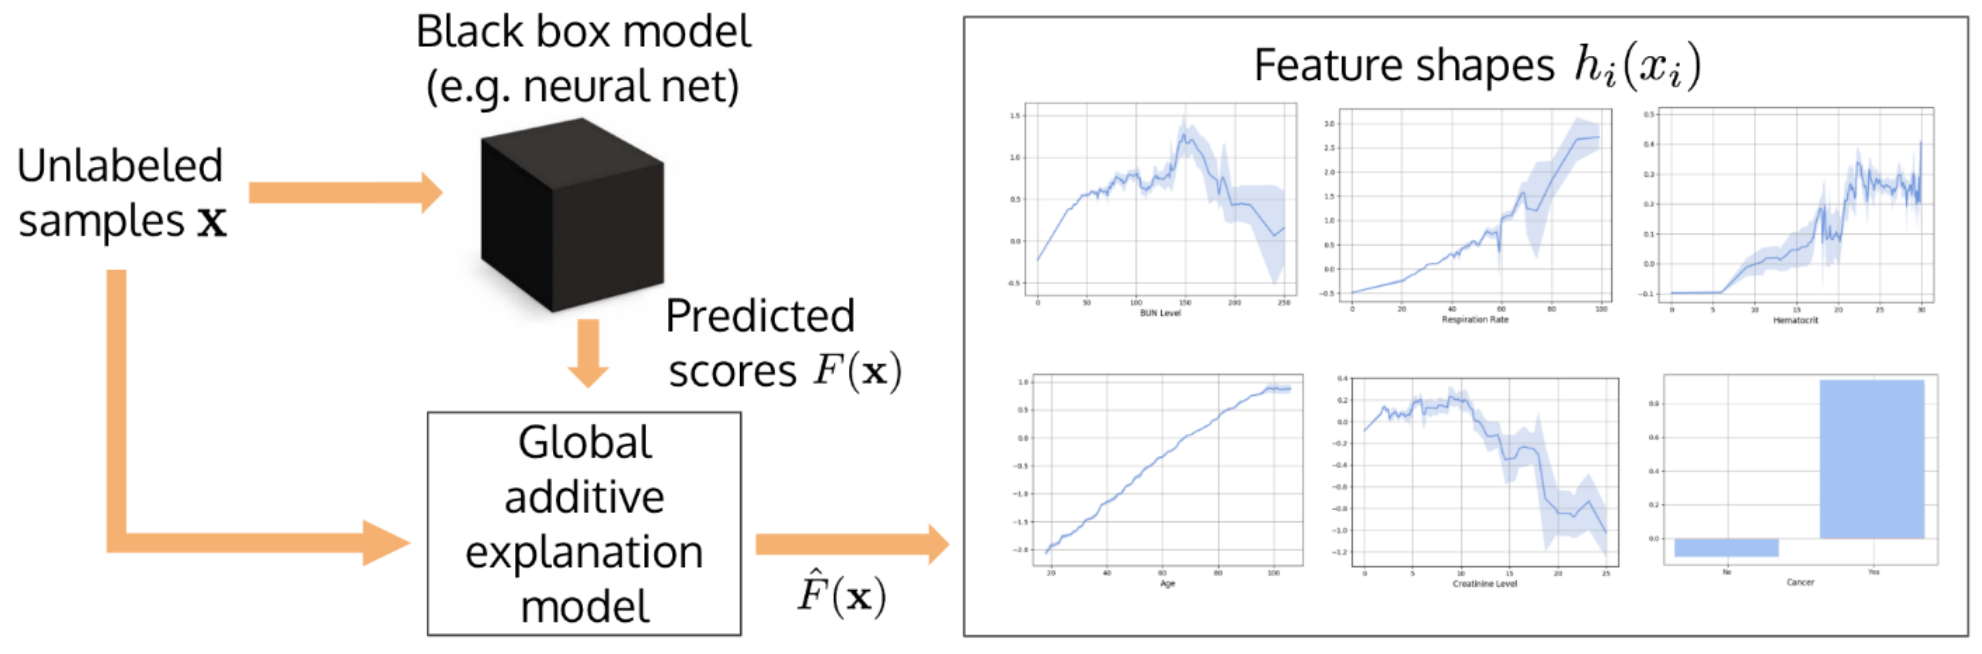 Black box model
(e.g. neural net)
Unlabeled
samples x
Predicted
scores F(x)
Global
additive
explanation
model
F̂(x)
Feature shapes hᵢ(xᵢ)
1.5
1.0
0.5
0.0
-0.5
0 50 100 150 200 250
BUN Level
3.0
2.5
2.0
1.5
1.0
0.5
0.0
-0.5
0 20 40 60 80 100
Respiration Rate
0.5
0.4
0.3
0.2
0.1
0.0
-0.1
0 5 10 15 20 25 30
Hematocrit
1.0
0.5
0.0
-0.5
-1.0
-1.5
-2.0
20 40 60 80 100
Age
0.4
0.2
0.0
-0.2
-0.4
-0.6
-0.8
-1.0
-1.2
0 5 10 15 20 25
Creatinine Level
0.8
0.6
0.4
0.2
0.0
No Yes
Cancer